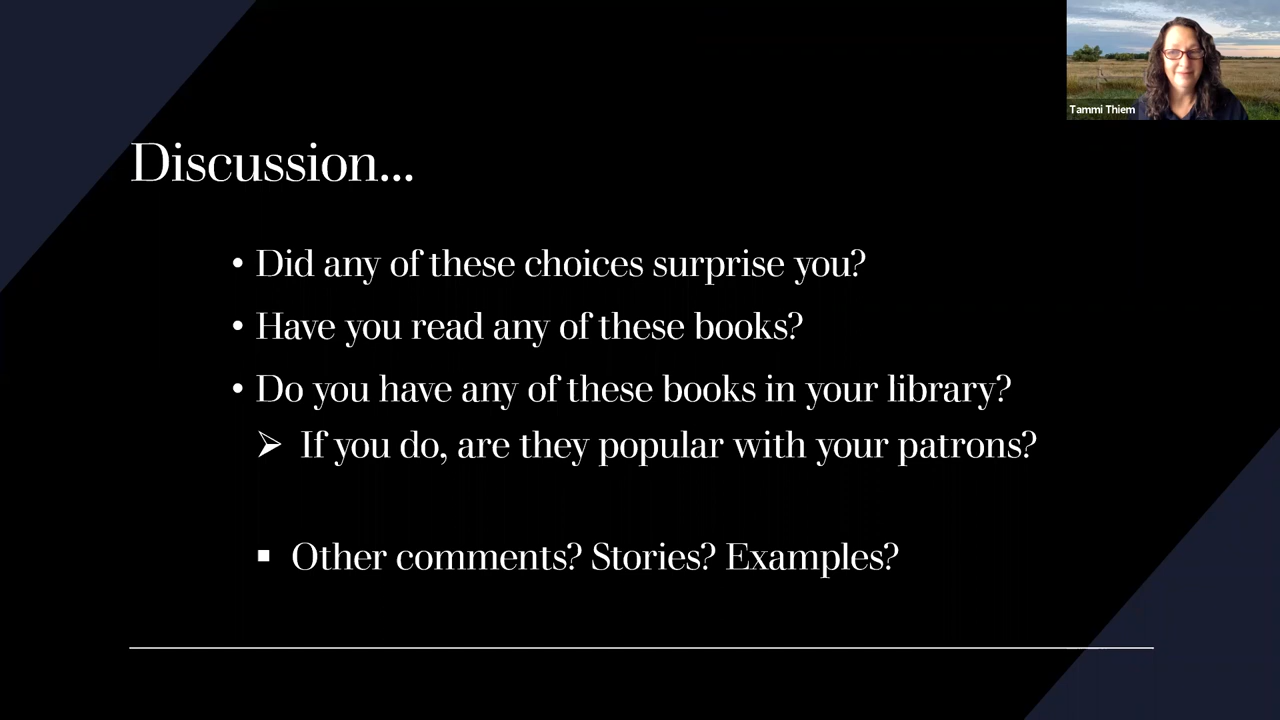 Tammi Thiem
Discussion...
• Did any of these choices surprise you?
• Have you read any of these books?
• Do you have any of these books in your library?
➢ If you do, are they popular with your patrons?
▪ Other comments? Stories? Examples?